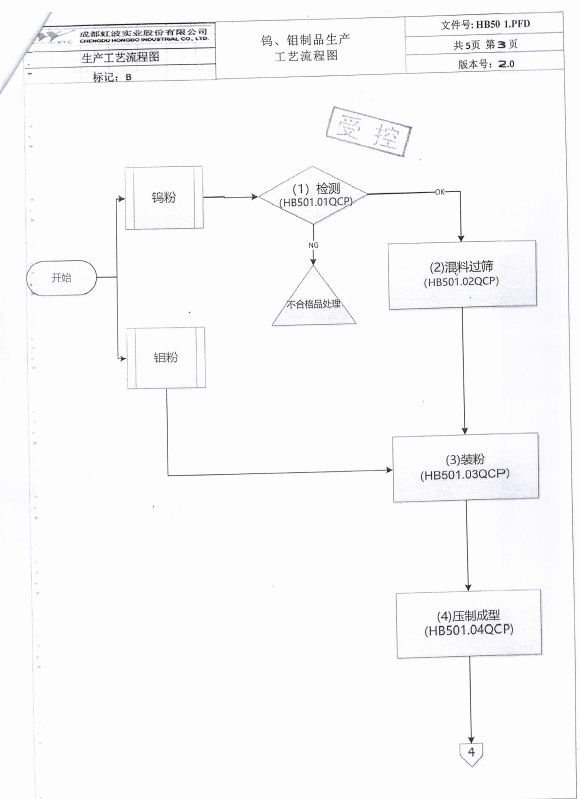 成都虹波实业股份有限公司
CHENGDU HONGBO INDUSTRIAL CO., LTD.
生产工艺流程图
标记：B
钨、钼制品生产
工艺流程图
文件号: HB50 1.PFD
共5页 第3页
版本号：2.0
受控
钨粉
(1) 检测
(HB501.01QCP)
OK
NG
开始
(2)混料过筛
(HB501.02QCP)
不合格品处理
钼粉
(3)装粉
(HB501.03QCP)
(4)压制成型
(HB501.04QCP)
4